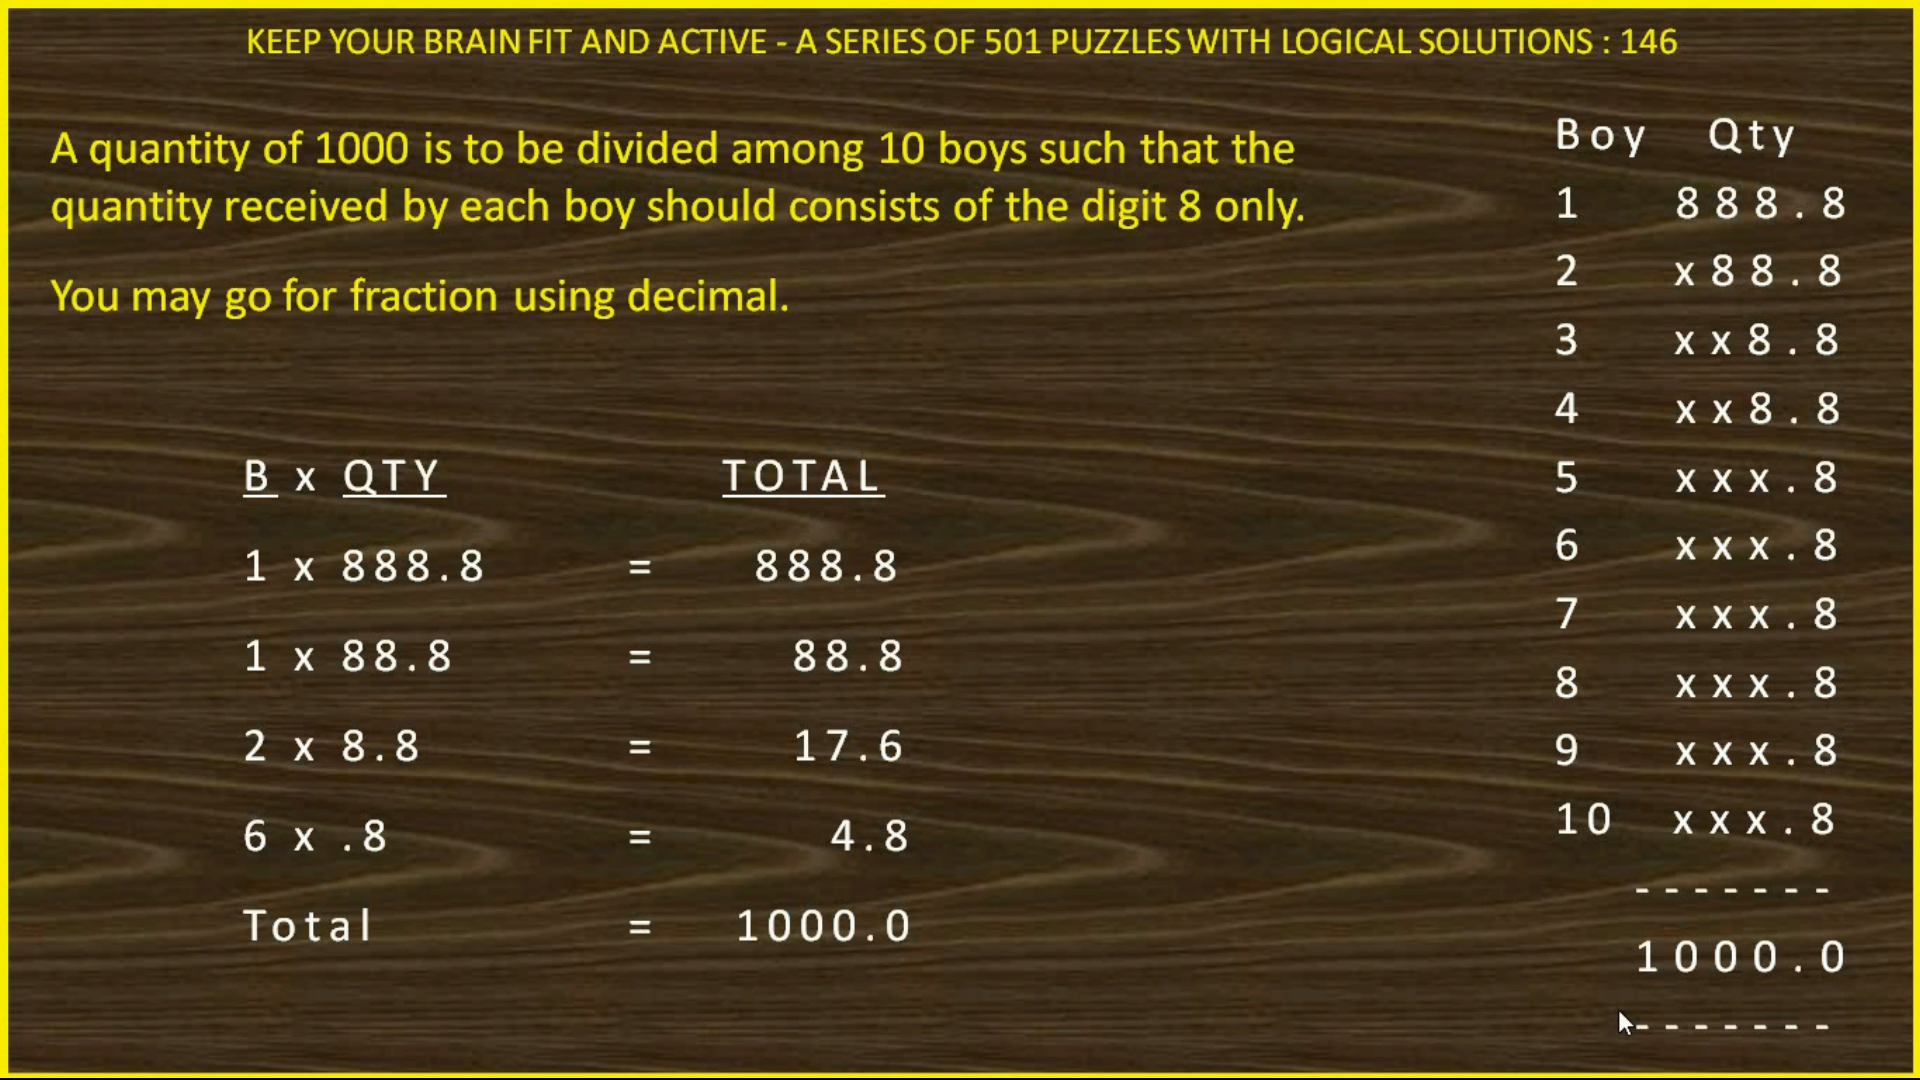 KEEP YOUR BRAIN FIT AND ACTIVE - A SERIES OF 501 PUZZLES WITH LOGICAL SOLUTIONS : 146
A quantity of 1000 is to be divided among 10 boys such that the
quantity received by each boy should consists of the digit 8 only.
You may go for fraction using decimal.
B x QTY TOTAL
1 x 888.8 = 888.8
1 x 88.8 = 88.8
2 x 8.8 = 17.6
6 x .8 = 4.8
Total = 1000.0
Boy Qty
1 888.8
2 x88.8
3 xx8.8
4 xx8.8
5 xxx.8
6 xxx.8
7 xxx.8
8 xxx.8
9 xxx.8
10 xxx.8
-------
1000.0
-------